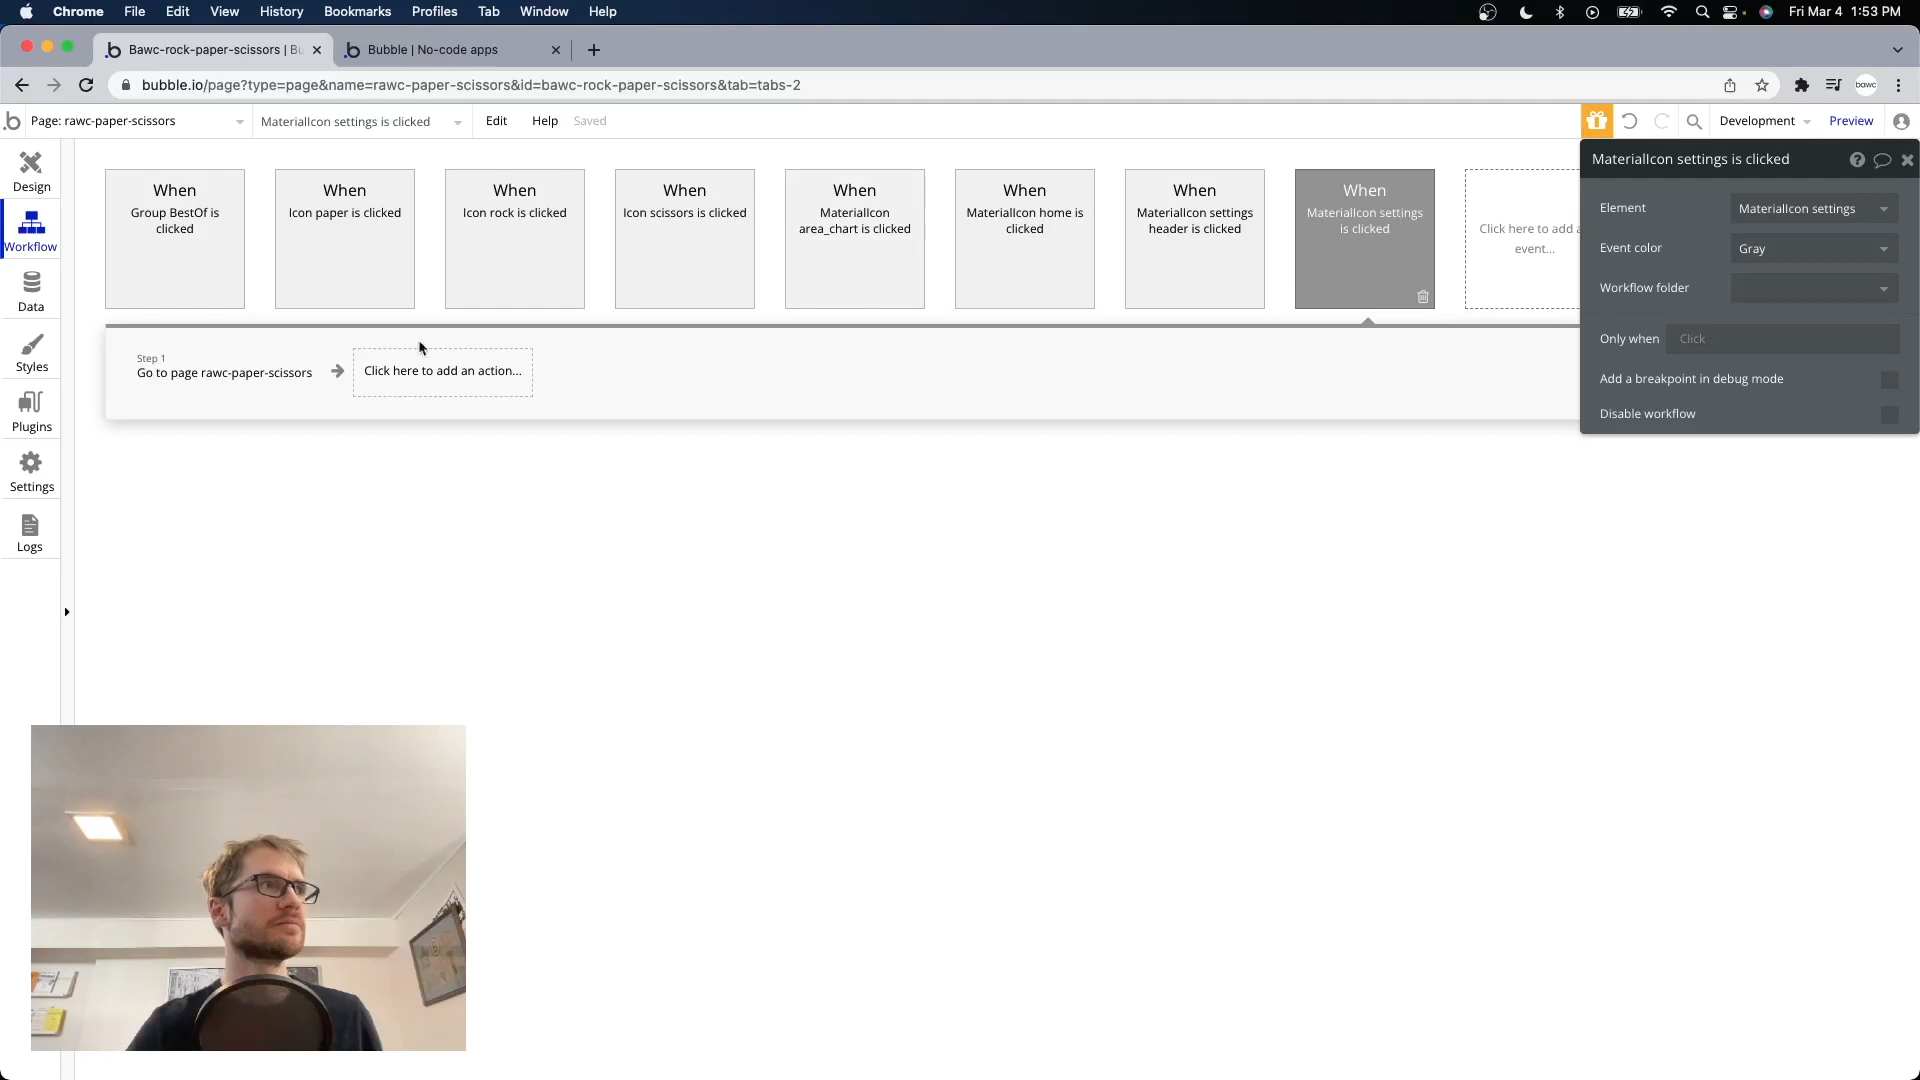 Chrome File Edit View History Bookmarks Profiles Tab Window Help Fri Mar 4 1:53 PM
Bawc-rock-paper-scissors | Bu Bubble | No-code apps
bubble.io/page?type=page&name=rawc-paper-scissors&id=bawc-rock-paper-scissors&tab=tabs-2 bawc
Page: rawc-paper-scissors MaterialIcon settings is clicked Edit Help Saved Development Preview
Design
Workflow
Data
Styles
Plugins
Settings
Logs
When
Group BestOf is
clicked
When
Icon paper is clicked
When
Icon rock is clicked
When
Icon scissors is clicked
When
MaterialIcon
area_chart is clicked
When
MaterialIcon home is
clicked
When
MaterialIcon settings
header is clicked
When
MaterialIcon settings
is clicked
Click here to add a
event...
Step 1
Go to page rawc-paper-scissors
Click here to add an action...
MaterialIcon settings is clicked
Element MaterialIcon settings
Event color Gray
Workflow folder
Only when Click
Add a breakpoint in debug mode
Disable workflow